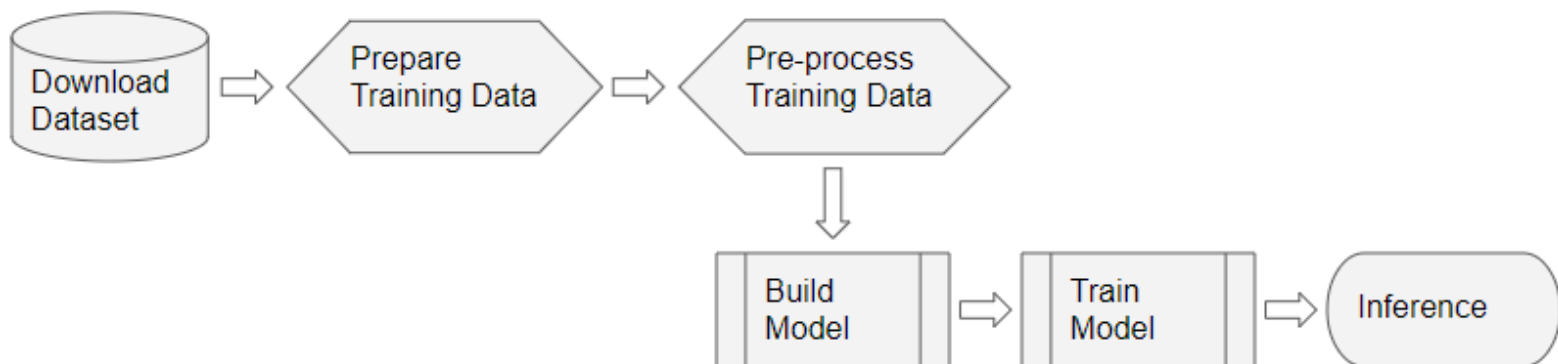 Download
Dataset
Prepare
Training Data
Pre-process
Training Data
Build
Model
Train
Model
Inference